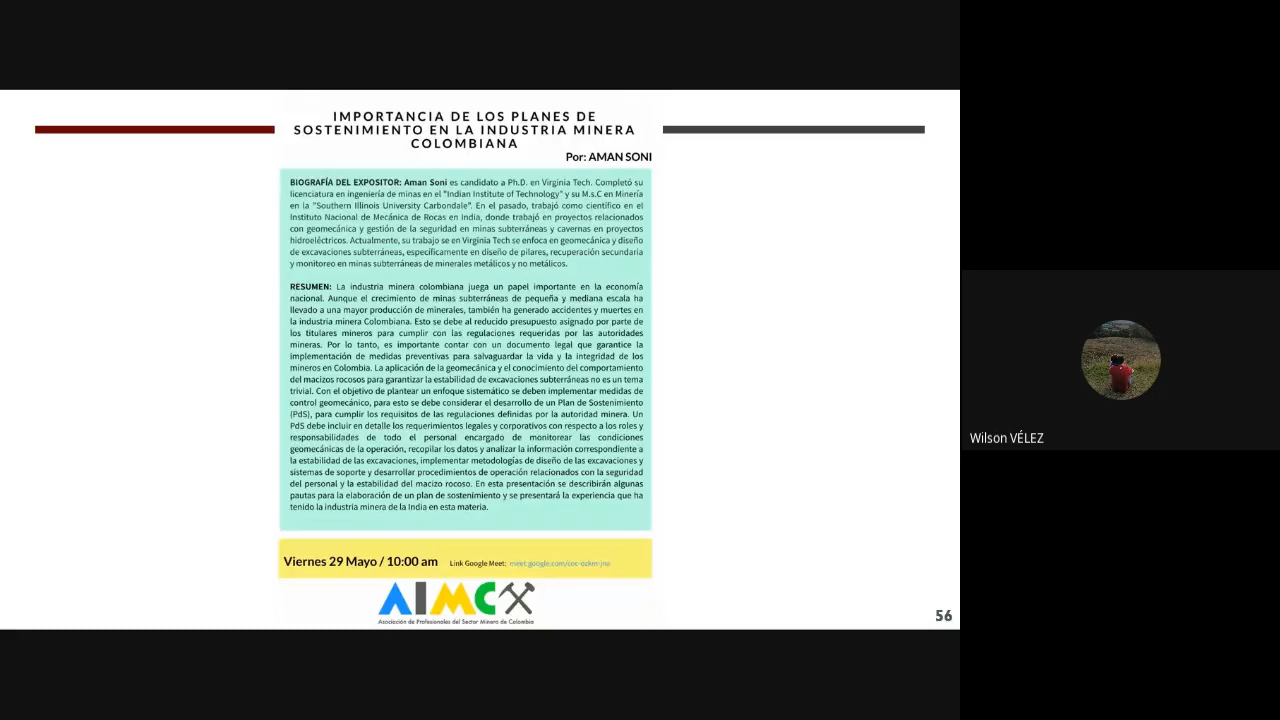 IMPORTANCIA DE LOS PLANES DE
SOSTENIMIENTO EN LA INDUSTRIA MINERA
COLOMBIANA
Por: AMAN SONI
BIOGRAFÍA DEL EXPOSITOR: Aman Soni es candidato a Ph.D. en Virginia Tech. Completó su
licenciatura en ingeniería de minas en el "Indian Institute of Technology" y su M.s.C en Minería
en la "Southern Illinois University Carbondale". En el pasado, trabajó como científico en el
Instituto Nacional de Mecánica de Rocas en India, donde trabajó en proyectos relacionados
con geomecánica y gestión de la seguridad en minas subterráneas y cavernas en proyectos
hidroeléctricos. Actualmente, su trabajo se en Virginia Tech se enfoca en geomecánica y diseño
de excavaciones subterráneas, específicamente en diseño de pilares, recuperación secundaria
y monitoreo en minas subterráneas de minerales metálicos y no metálicos.
RESUMEN: La industria minera colombiana juega un papel importante en la economía
nacional. Aunque el crecimiento de minas subterráneas de pequeña y mediana escala ha
llevado a una mayor producción de minerales, también ha generado accidentes y muertes en
la industria minera Colombiana. Esto se debe al reducido presupuesto asignado por parte de
los titulares mineros para cumplir con las regulaciones requeridas por las autoridades
mineras. Por lo tanto, es importante contar con un documento legal que garantice la
implementación de medidas preventivas para salvaguardar la vida y la integridad de los
mineros en Colombia. La aplicación de la geomecánica y el conocimiento del comportamiento
del macizos rocosos para garantizar la estabilidad de excavaciones subterráneas no es un tema
trivial. Con el objetivo de plantear un enfoque sistemático se deben implementar medidas de
control geomecánico, para esto se debe considerar el desarrollo de un Plan de Sostenimiento
(PdS), para cumplir los requisitos de las regulaciones definidas por la autoridad minera. Un
PdS debe incluir en detalle los requerimientos legales y corporativos con respecto a los roles y
responsabilidades de todo el personal encargado de monitorear las condiciones
geomecánicas de la operación, recopilar los datos y analizar la información correspondiente a
la estabilidad de las excavaciones, implementar metodologías de diseño de las excavaciones y
sistemas de soporte y desarrollar procedimientos de operación relacionados con la seguridad
del personal y la estabilidad del macizo rocoso. En esta presentación se describirán algunas
pautas para la elaboración de un plan de sostenimiento y se presentará la experiencia que ha
tenido la industria minera de la India en esta materia.
Viernes 29 Mayo / 10:00 am Link Google Meet:
AIMC
Asociación de Profesionales del Sector Minero de Colombia
56
Wilson VÉLEZ